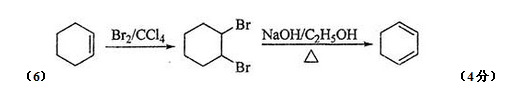 Br₂/CCl₄ Br NaOH/C₂H₅OH
Br △
(6) (4分)